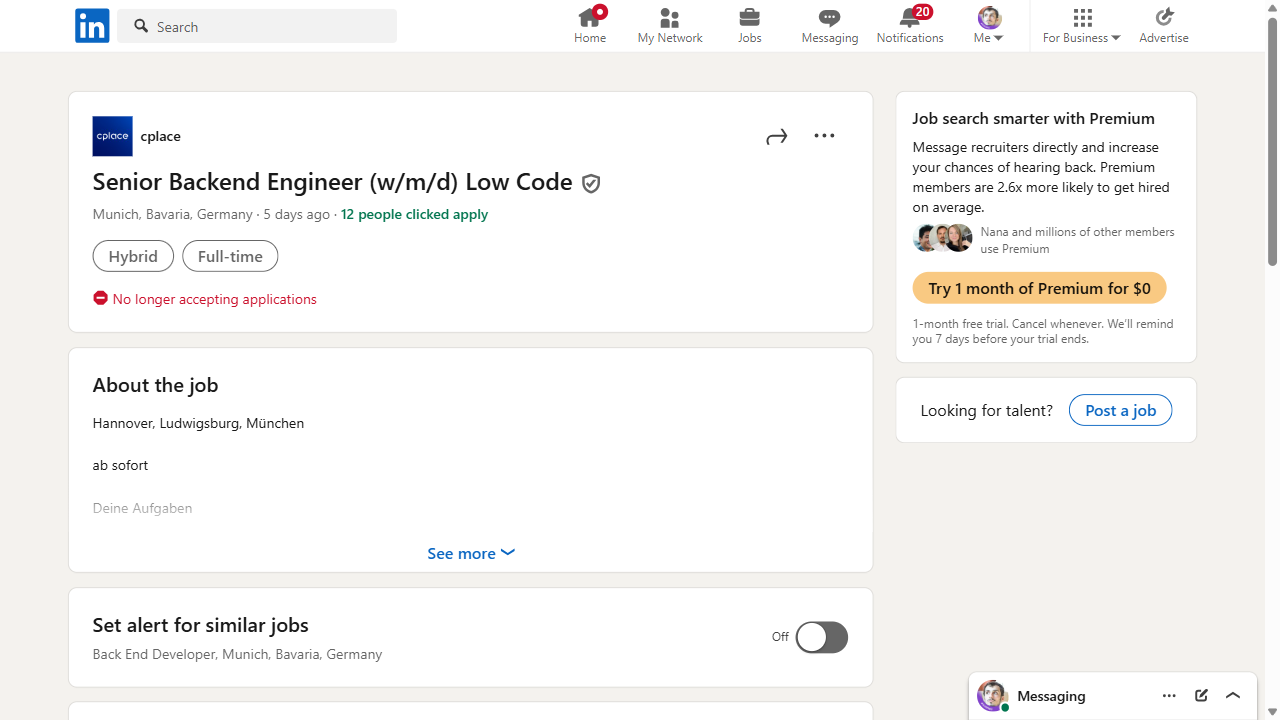 Search
Home
My Network
Jobs
Messaging
20
Notifications
Me
For Business
Advertise
cplace
cplace
Senior Backend Engineer (w/m/d) Low Code
Munich, Bavaria, Germany · 5 days ago · 12 people clicked apply
Hybrid
Full-time
No longer accepting applications
About the job
Hannover, Ludwigsburg, München
ab sofort
Deine Aufgaben
See more
Set alert for similar jobs
Back End Developer, Munich, Bavaria, Germany
Off
Job search smarter with Premium
Message recruiters directly and increase
your chances of hearing back. Premium
members are 2.6x more likely to get hired
on average.
Nana and millions of other members
use Premium
Try 1 month of Premium for $0
1-month free trial. Cancel whenever. We’ll remind
you 7 days before your trial ends.
Looking for talent?
Post a job
Messaging
in